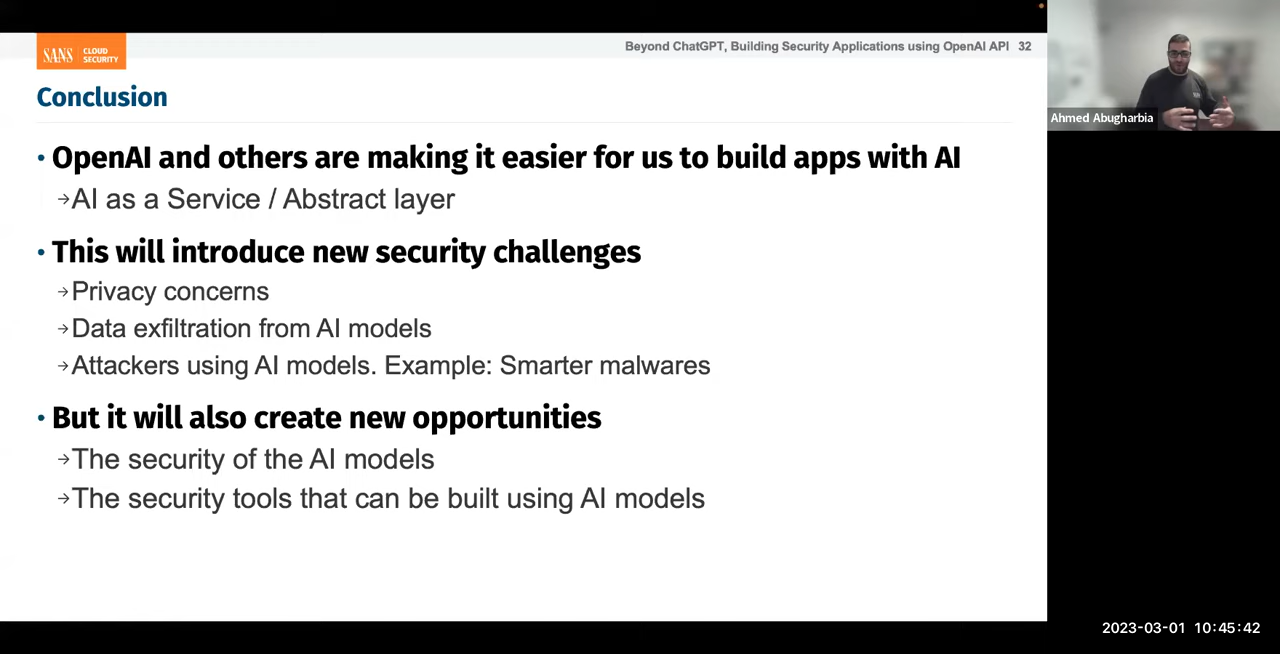 SANS
CLOUD
SECURITY
Beyond ChatGPT, Building Security Applications using OpenAI API 32
Conclusion
• OpenAI and others are making it easier for us to build apps with AI
→AI as a Service / Abstract layer
• This will introduce new security challenges
→Privacy concerns
→Data exfiltration from AI models
→Attackers using AI models. Example: Smarter malwares
• But it will also create new opportunities
→The security of the AI models
→The security tools that can be built using AI models
Ahmed Abugharbia
2023-03-01 10:45:42